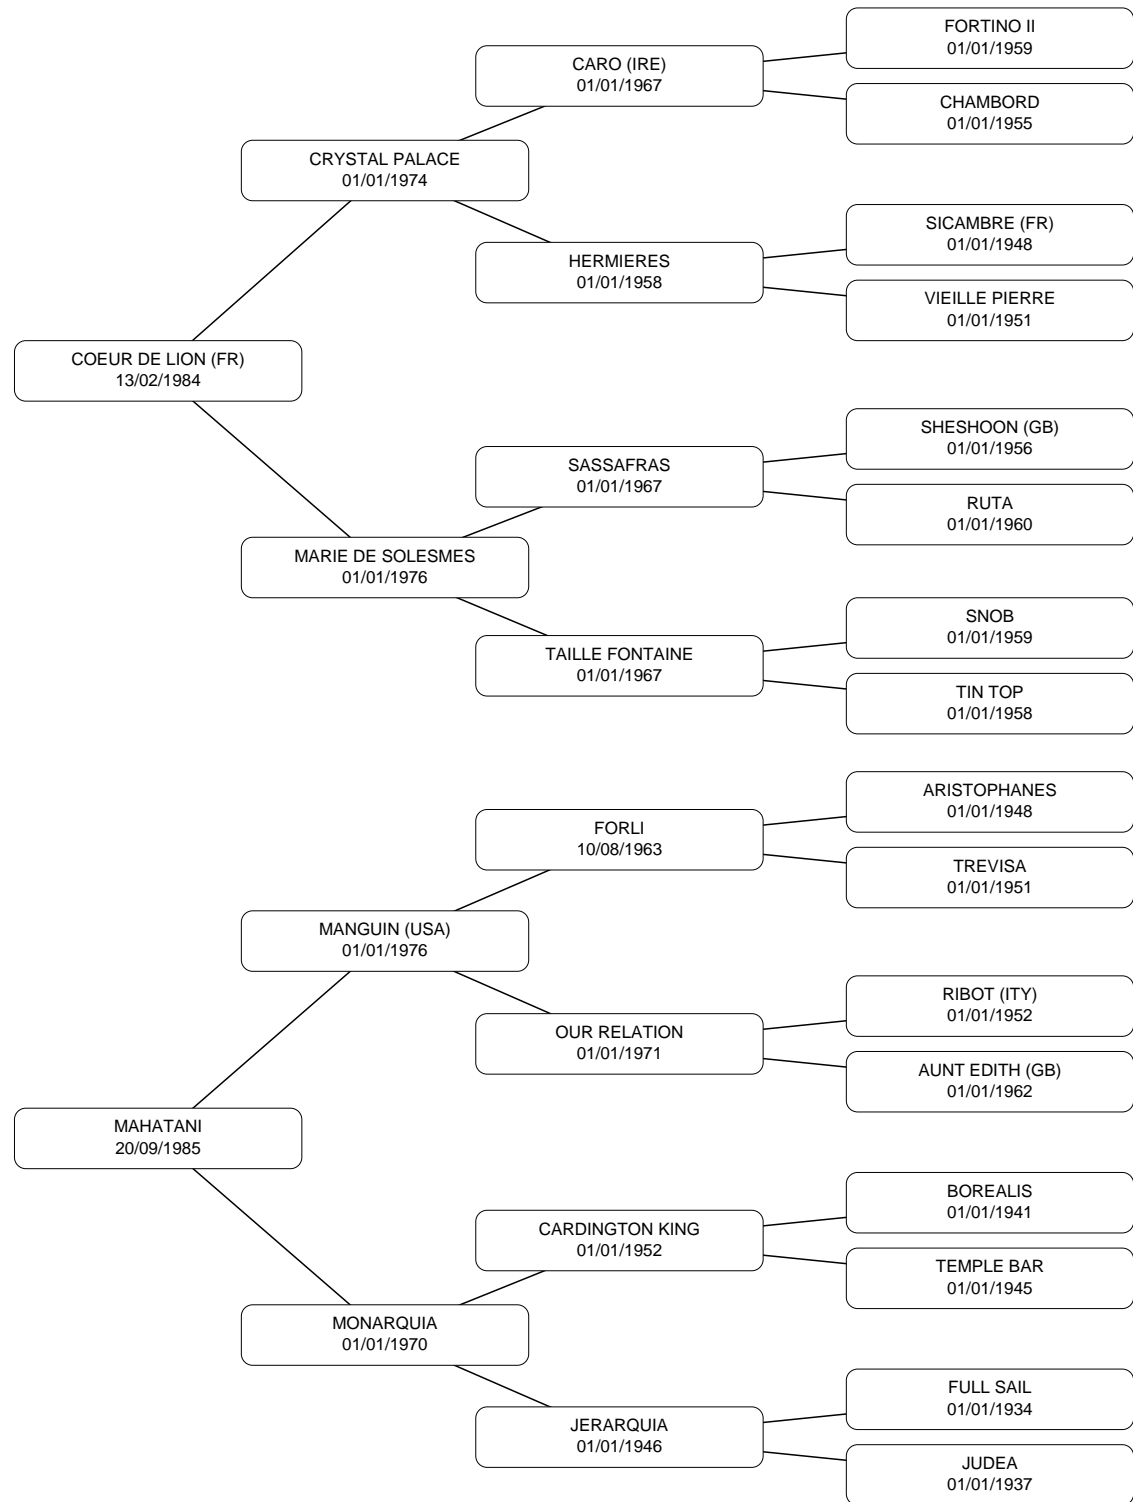 FORTINO II
01/01/1959
CARO (IRE)
01/01/1967
CHAMBORD
01/01/1955
CRYSTAL PALACE
01/01/1974
SICAMBRE (FR)
01/01/1948
HERMIERES
01/01/1958
VIEILLE PIERRE
01/01/1951
COEUR DE LION (FR)
13/02/1984
SHESHOON (GB)
01/01/1956
SASSAFRAS
01/01/1967
RUTA
01/01/1960
MARIE DE SOLESMES
01/01/1976
SNOB
01/01/1959
TAILLE FONTAINE
01/01/1967
TIN TOP
01/01/1958
ARISTOPHANES
01/01/1948
FORLI
10/08/1963
TREVISA
01/01/1951
MANGUIN (USA)
01/01/1976
RIBOT (ITY)
01/01/1952
OUR RELATION
01/01/1971
AUNT EDITH (GB)
01/01/1962
MAHATANI
20/09/1985
BOREALIS
01/01/1941
CARDINGTON KING
01/01/1952
TEMPLE BAR
01/01/1945
MONARQUIA
01/01/1970
FULL SAIL
01/01/1934
JERARQUIA
01/01/1946
JUDEA
01/01/1937